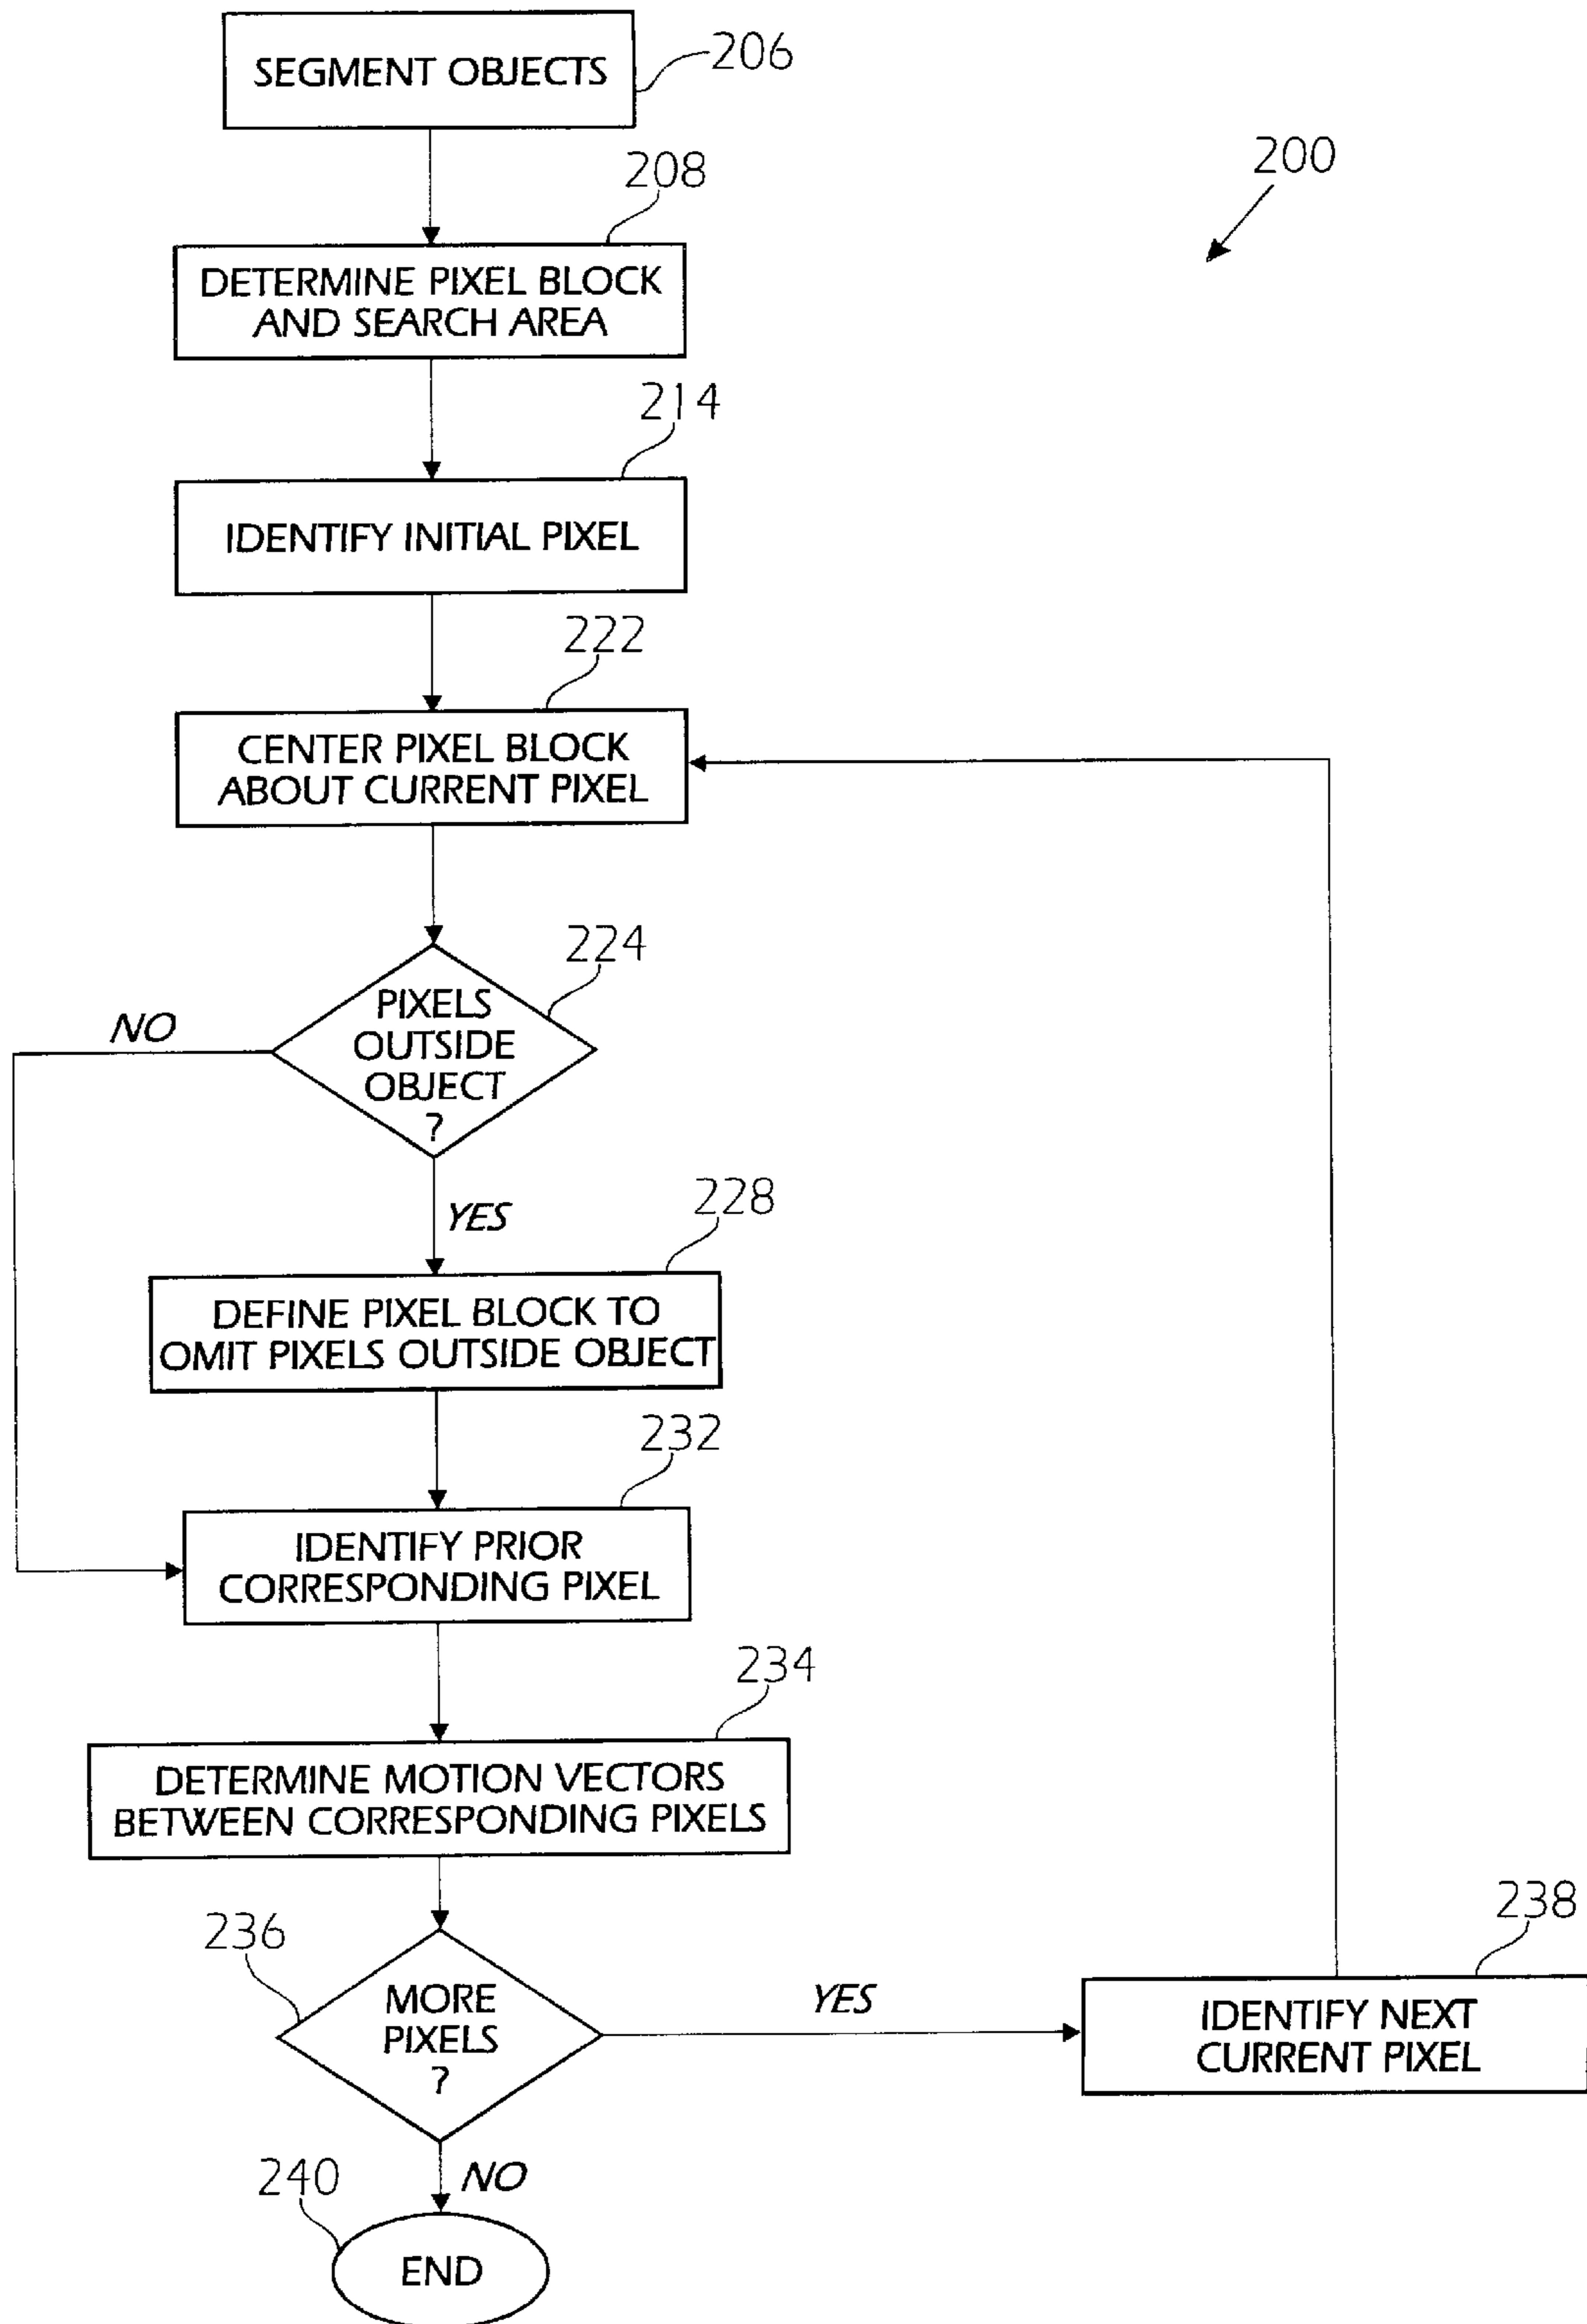 SEGMENT OBJECTS
206
200
208
DETERMINE PIXEL BLOCK
AND SEARCH AREA
214
IDENTIFY INITIAL PIXEL
222
CENTER PIXEL BLOCK
ABOUT CURRENT PIXEL
224
PIXELS
OUTSIDE
OBJECT
?
NO
YES
228
DEFINE PIXEL BLOCK TO
OMIT PIXELS OUTSIDE OBJECT
232
IDENTIFY PRIOR
CORRESPONDING PIXEL
234
DETERMINE MOTION VECTORS
BETWEEN CORRESPONDING PIXELS
236
MORE
PIXELS
?
YES
238
IDENTIFY NEXT
CURRENT PIXEL
NO
240
END